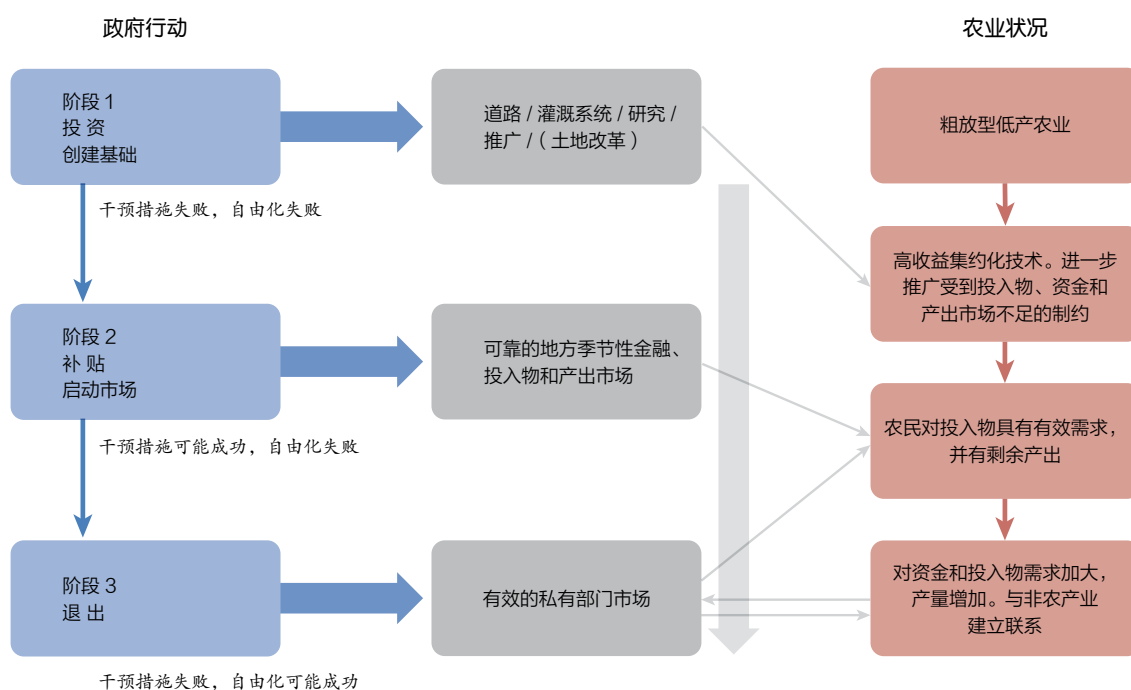 政府行动
农业状况
阶段 1
投 资
创建基础
道路 / 灌溉系统 / 研究 /
推广 /（土地改革）
粗放型低产农业
干预措施失败，自由化失败
高收益集约化技术。进一步
推广受到投入物、资金和
产出市场不足的制约
阶段 2
补 贴
启动市场
可靠的地方季节性金融、
投入物和产出市场
农民对投入物具有有效需求，
并有剩余产出
干预措施可能成功，自由化失败
阶段 3
退 出
有效的私有部门市场
对资金和投入物需求加大，
产量增加。与非农产业
建立联系
干预措施失败，自由化可能成功